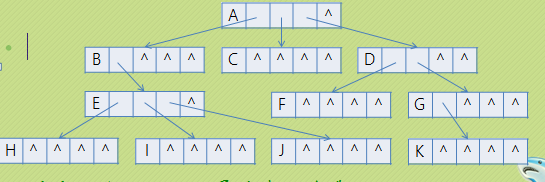 A ^
B ^ ^ ^ C ^ ^ ^ ^ D ^ ^
E ^ F ^ ^ ^ ^ G ^ ^ ^
H ^ ^ ^ ^ I ^ ^ ^ ^ J ^ ^ ^ ^ K ^ ^ ^ ^